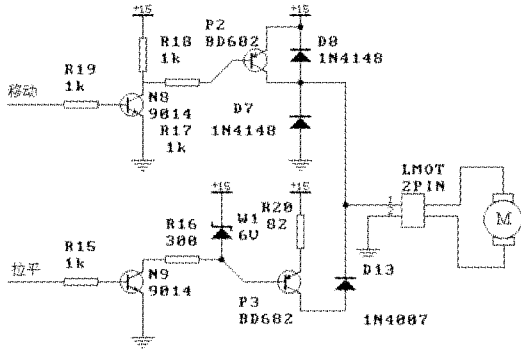 +15
+15
P2
BD682
R18
1k
D8
1N4148
R19
1k
移动
N8
9014
R17
1k
D7
1N4148
LMOT
2PIN
1
2
M
+15
+15
R16
300
W1
6V
R20
82
R15
1k
拉平
N9
9014
P3
BD682
D13
1N4007